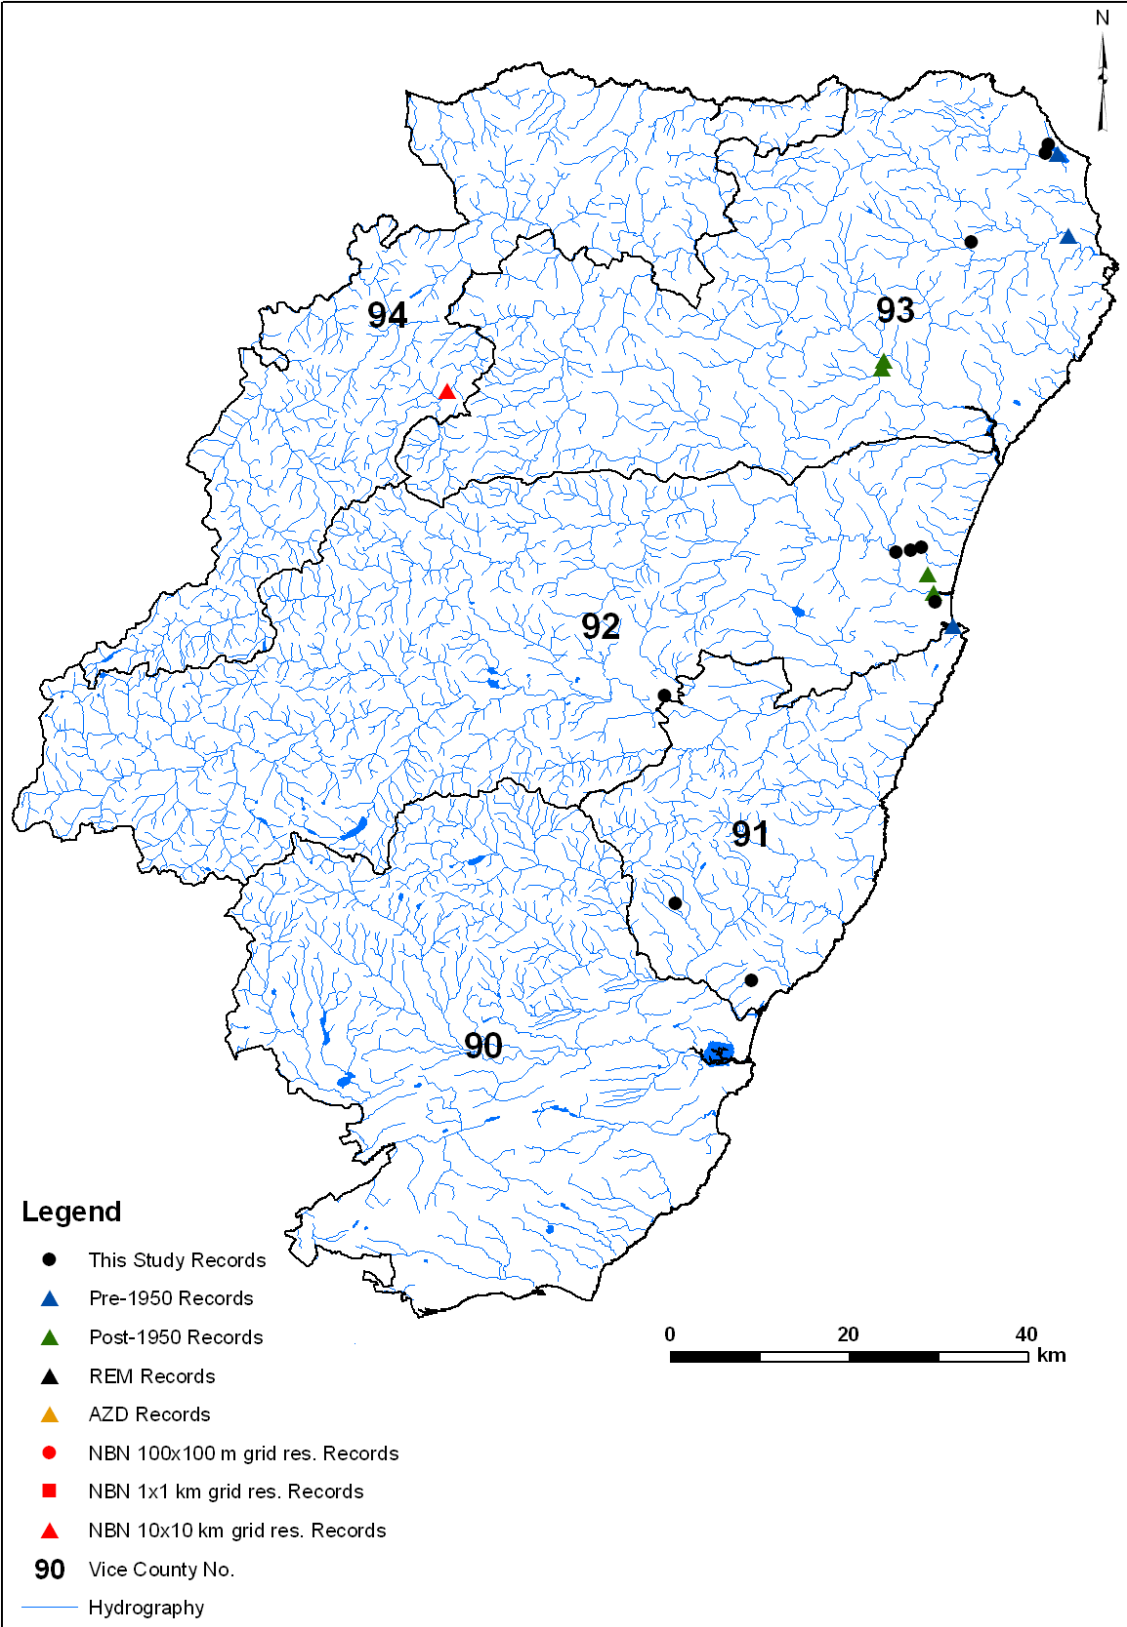 N
94
93
92
91
90
Legend
This Study Records
Pre-1950 Records
Post-1950 Records
REM Records
AZD Records
NBN 100x100 m grid res. Records
NBN 1x1 km grid res. Records
NBN 10x10 km grid res. Records
90 Vice County No.
Hydrography
0 20 40
km